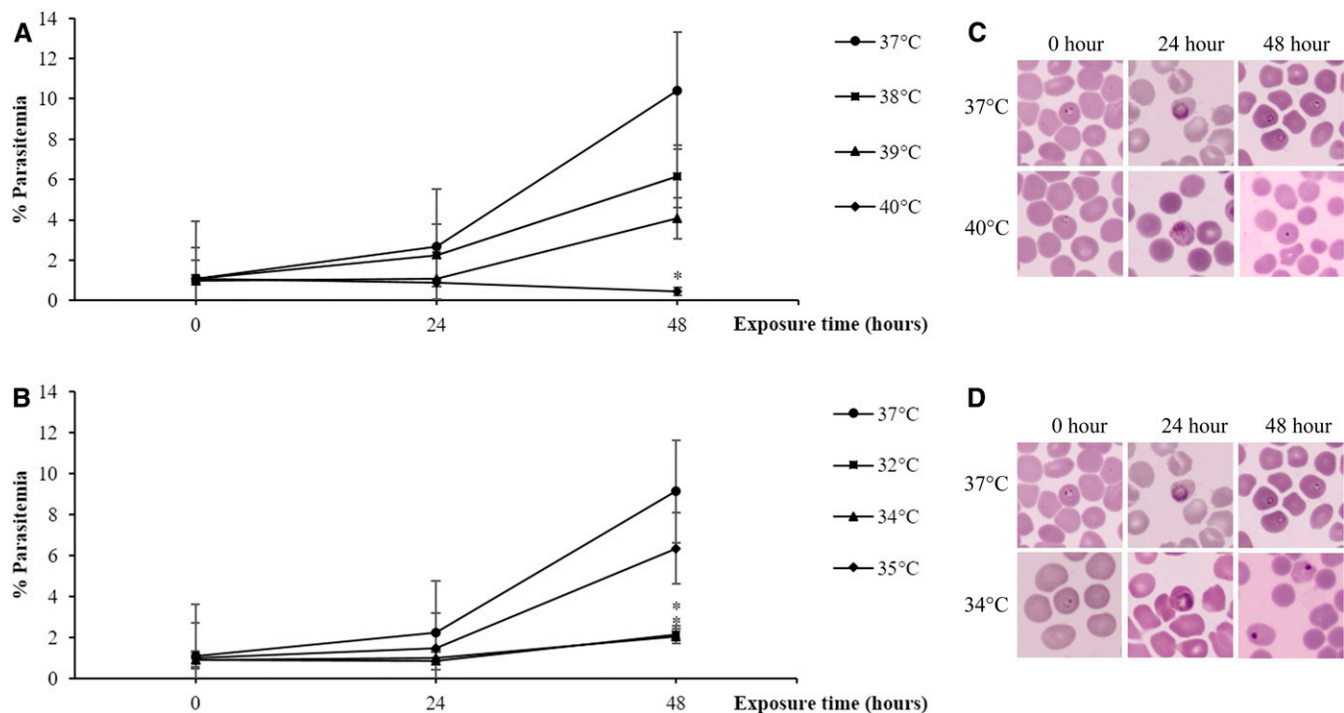 A
% Parasitemia
14
12
10
8
6
4
2
0
0
24
48
Exposure time (hours)
*
37°C
38°C
39°C
40°C
C
0 hour
24 hour
48 hour
37°C
40°C
B
% Parasitemia
14
12
10
8
6
4
2
0
0
24
48
Exposure time (hours)
*
*
37°C
32°C
34°C
35°C
D
0 hour
24 hour
48 hour
37°C
34°C